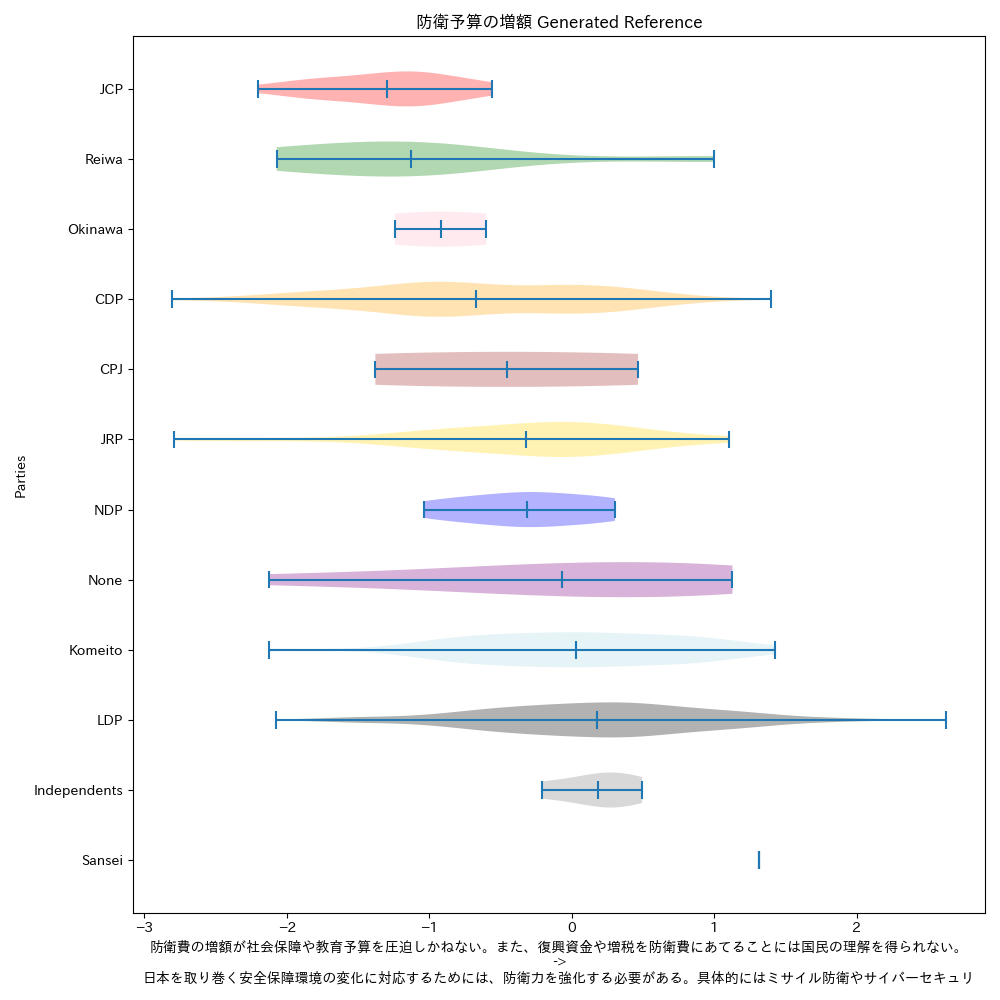 防衛予算の増額 Generated Reference
JCP
Reiwa
Okinawa
CDP
CPJ
JRP
NDP
None
Komeito
LDP
Independents
Sansei
Parties
−3 −2 −1 0 1 2
防衛費の増額が社会保障や教育予算を圧迫しかねない。また、復興資金や増税を防衛費にあてることには国民の理解を得られない。
->
日本を取り巻く安全保障環境の変化に対応するためには、防衛力を強化する必要がある。具体的にはミサイル防衛やサイバーセキュリ